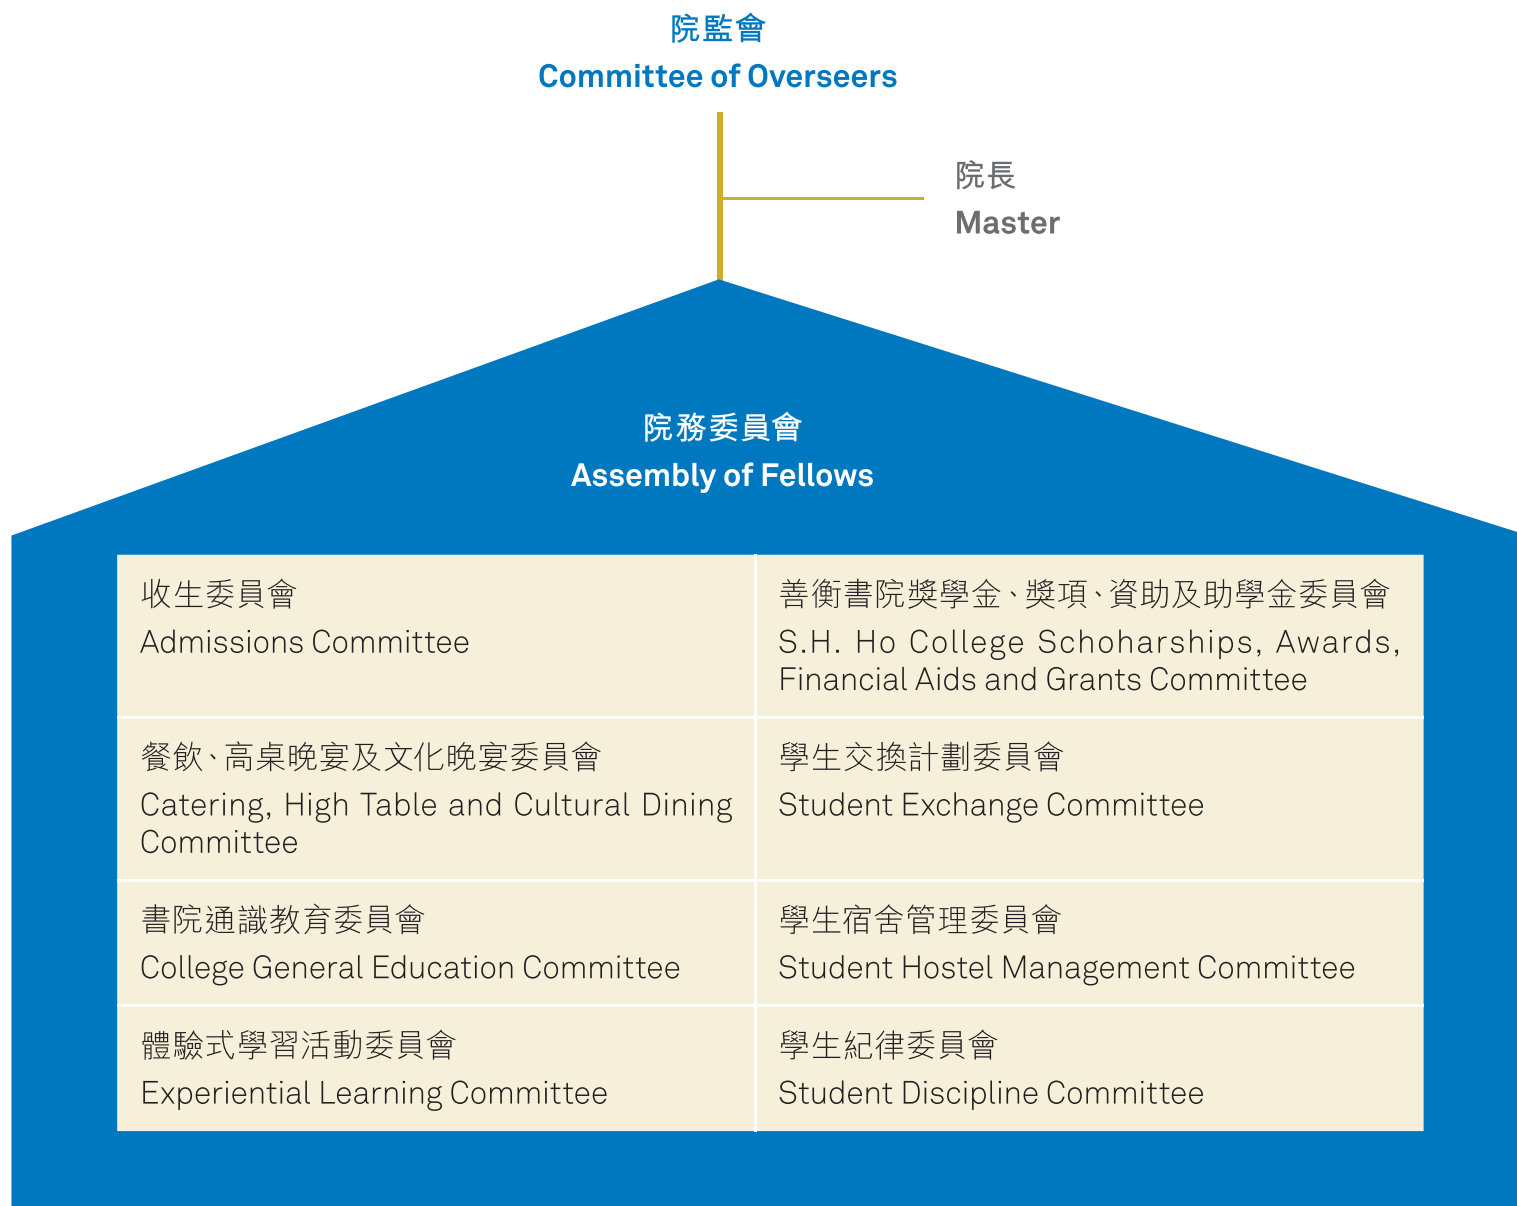 院監會
Committee of Overseers
院長
Master
院務委員會
Assembly of Fellows
收生委員會
Admissions Committee
善衡書院獎學金、獎項、資助及助學金委員會
S.H. Ho College Schoharships, Awards,
Financial Aids and Grants Committee
餐飲、高桌晚宴及文化晚宴委員會
Catering, High Table and Cultural Dining
Committee
學生交換計劃委員會
Student Exchange Committee
書院通識教育委員會
College General Education Committee
學生宿舍管理委員會
Student Hostel Management Committee
體驗式學習活動委員會
Experiential Learning Committee
學生紀律委員會
Student Discipline Committee